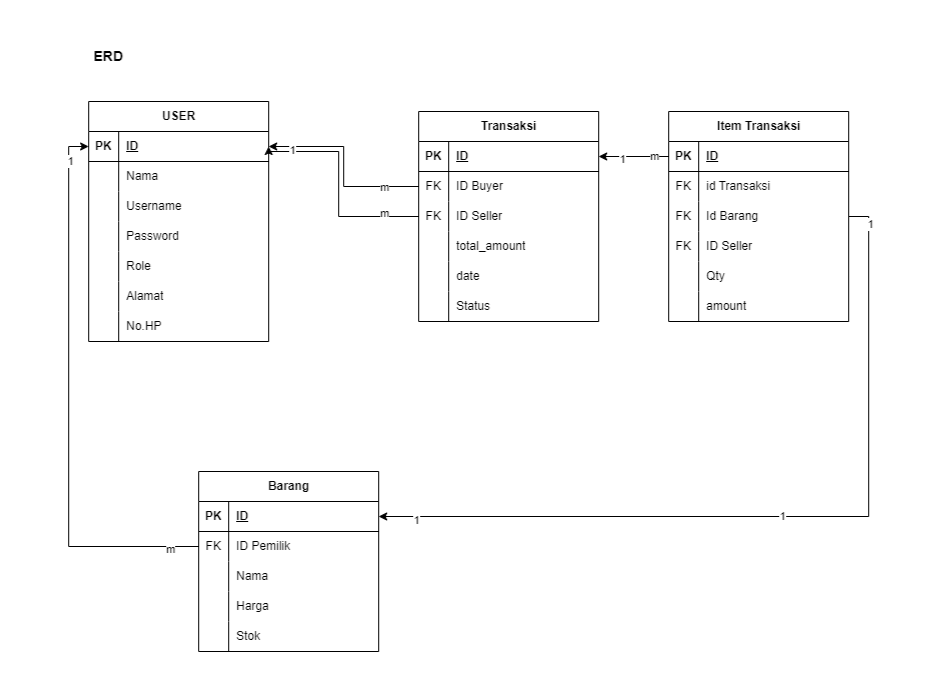 ERD
USER
PK ID
Nama
Username
Password
Role
Alamat
No.HP
Transaksi
PK ID
FK ID Buyer
FK ID Seller
total_amount
date
Status
Item Transaksi
PK ID
FK id Transaksi
FK Id Barang
FK ID Seller
Qty
amount
1
1
m
m
1
m
1
Barang
PK ID
FK ID Pemilik
Nama
Harga
Stok
m
1
1